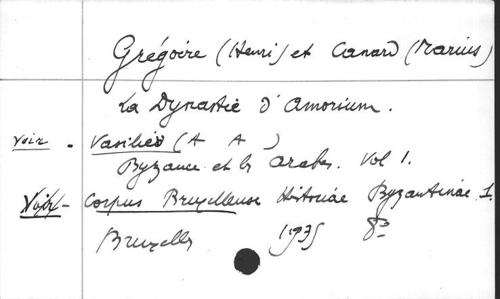 Grégoire (Henri) et Canard (Marius)
La Dynastie d'Amorium.
voir - Vasiliev (A A)
Byzance et les Arabes. Vol 1.
Voir - Corpus Bruxellense Historiae Byzantinae. 1.
Bruxelles 1935 8º